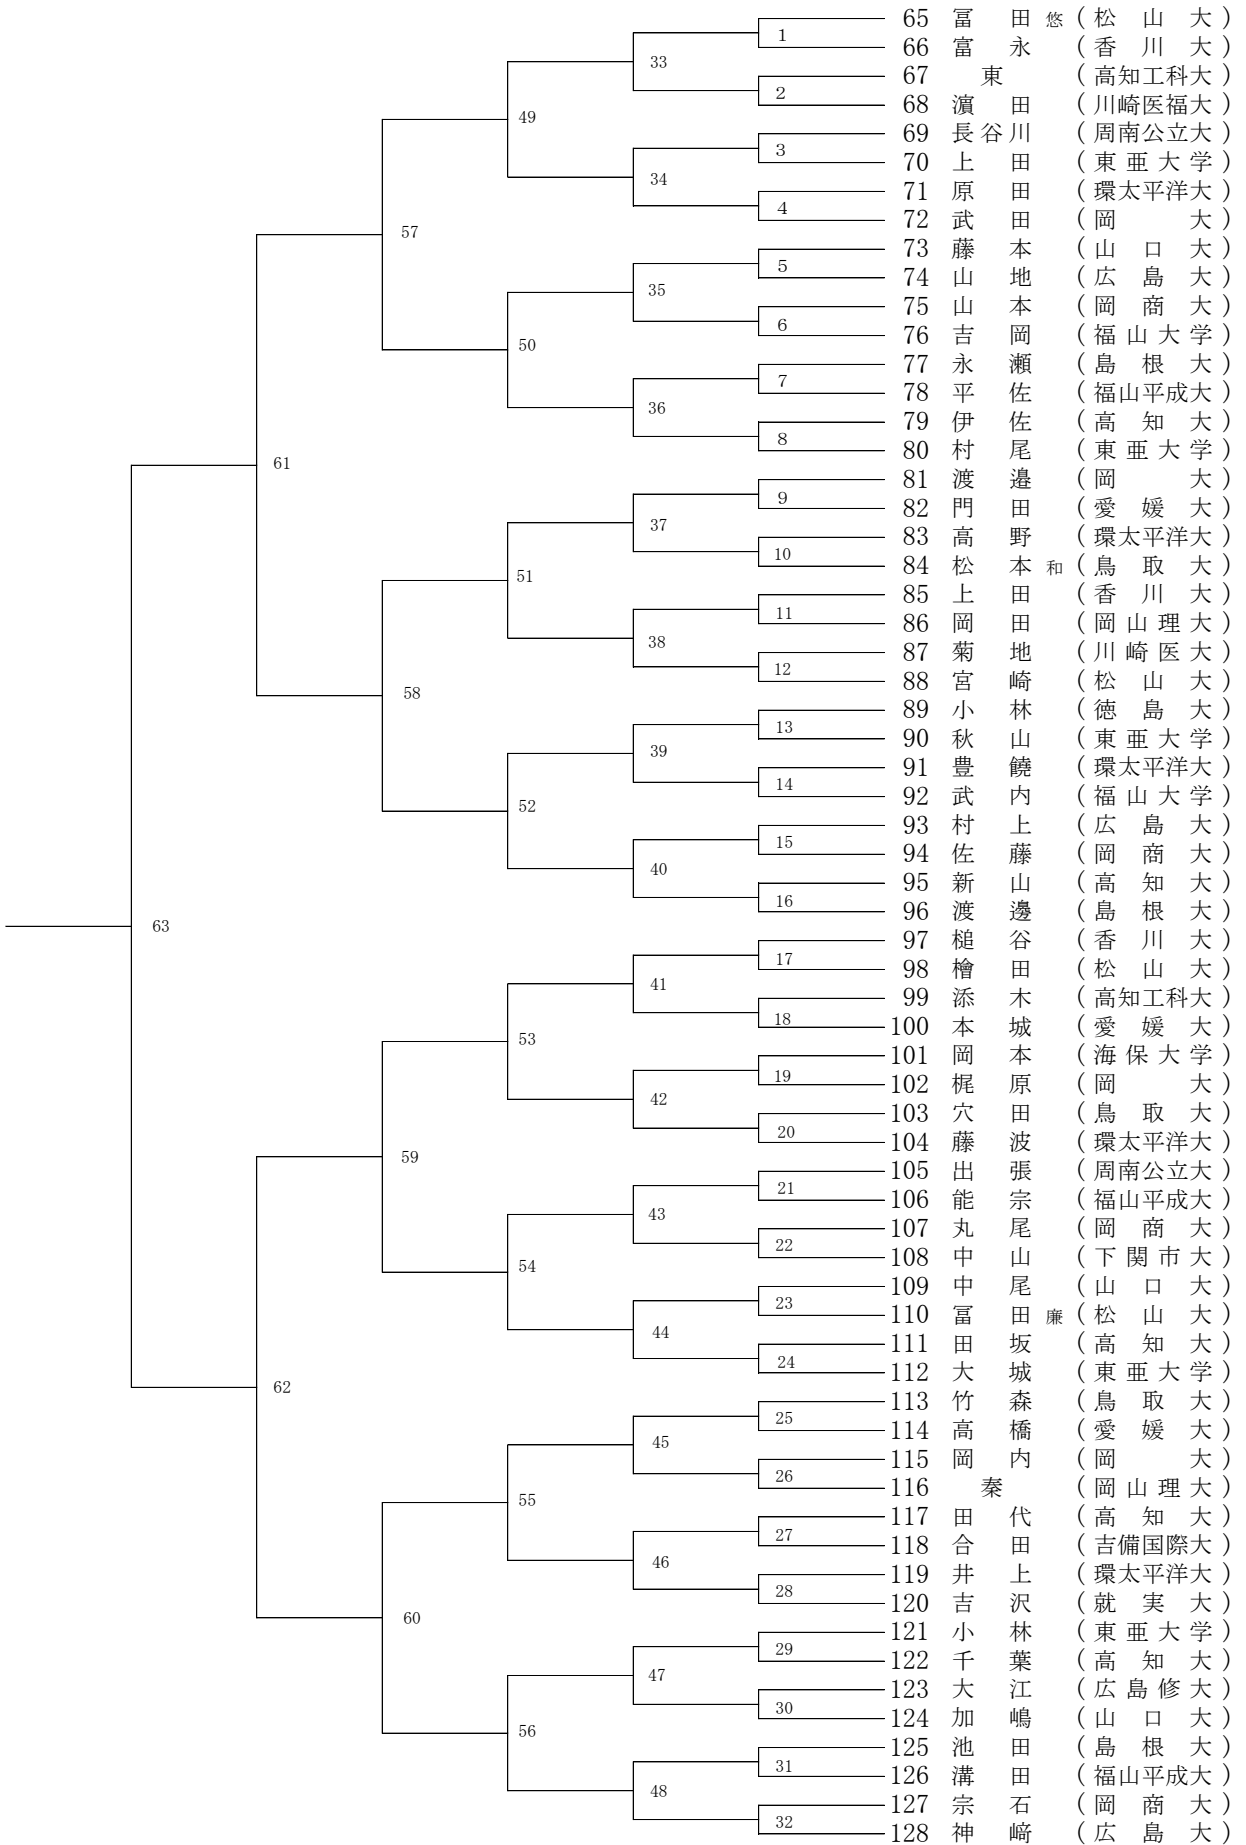 65 冨田悠 (松山大)
1
66 富永 (香川大)
33
67 東 (高知工科大)
2
68 濵田 (川崎医福大)
49
69 長谷川 (周南公立大)
3
70 上田 (東亜大学)
34
71 原田 (環太平洋大)
4
72 武田 (岡大)
57
73 藤本 (山口大)
5
74 山地 (広島大)
35
75 山本 (岡商大)
6
76 吉岡 (福山大学)
50
77 永瀬 (島根大)
7
78 平佐 (福山平成大)
36
79 伊佐 (高知大)
8
80 村尾 (東亜大学)
61
81 渡邉 (岡大)
9
82 門田 (愛媛大)
37
83 高野 (環太平洋大)
10
84 松本和 (鳥取大)
51
85 上田 (香川大)
11
86 岡田 (岡山理大)
38
87 菊地 (川崎医大)
12
88 宮崎 (松山大)
58
89 小林 (徳島大)
13
90 秋山 (東亜大学)
39
91 豊饒 (環太平洋大)
14
92 武内 (福山大学)
52
93 村上 (広島大)
15
94 佐藤 (岡商大)
40
95 新山 (高知大)
16
96 渡邊 (島根大)
63
97 槌谷 (香川大)
17
98 檜田 (松山大)
41
99 添木 (高知工科大)
18
100 本城 (愛媛大)
53
101 岡本 (海保大学)
19
102 梶原 (岡大)
42
103 穴田 (鳥取大)
20
104 藤波 (環太平洋大)
59
105 出張 (周南公立大)
21
106 能宗 (福山平成大)
43
107 丸尾 (岡商大)
22
108 中山 (下関市大)
54
109 中尾 (山口大)
23
110 冨田廉 (松山大)
44
111 田坂 (高知大)
24
112 大城 (東亜大学)
62
113 竹森 (鳥取大)
25
114 高橋 (愛媛大)
45
115 岡内 (岡大)
26
116 秦 (岡山理大)
55
117 田代 (高知大)
27
118 合田 (吉備国際大)
46
119 井上 (環太平洋大)
28
120 吉沢 (就実大)
60
121 小林 (東亜大学)
29
122 千葉 (高知大)
47
123 大江 (広島修大)
30
124 加嶋 (山口大)
56
125 池田 (島根大)
31
126 溝田 (福山平成大)
48
127 宗石 (岡商大)
32
128 神﨑 (広島大)